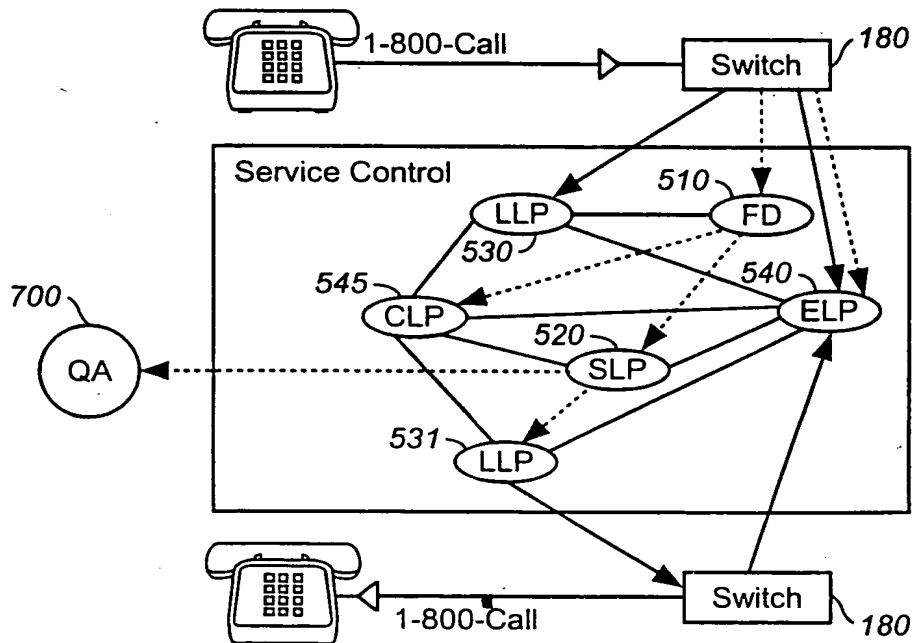 1-800-Call
Switch
180
Service Control
510
LLP
FD
530
545
540
700
CLP
ELP
520
QA
SLP
531
LLP
1-800-Call
Switch
180